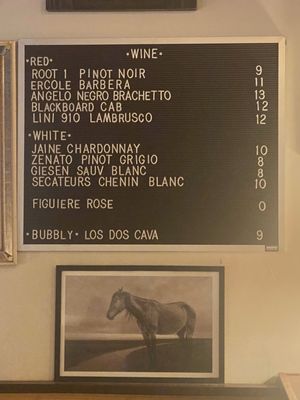 *WINE*
*RED*
ROOT 1 PINOT NOIR 9
ERCOLE BARBERA 11
ANGELO NEGRO BRACHETTO 13
BLACKBOARD CAB 12
LINI 910 LAMBRUSCO 12
*WHITE*
JAINE CHARDONNAY 10
ZENATO PINOT GRIGIO 8
GIESEN SAUV BLANC 8
SECATEURS CHENIN BLANC 10
FIGUIERE ROSE 0
*BUBBLY* LOS DOS CAVA 9